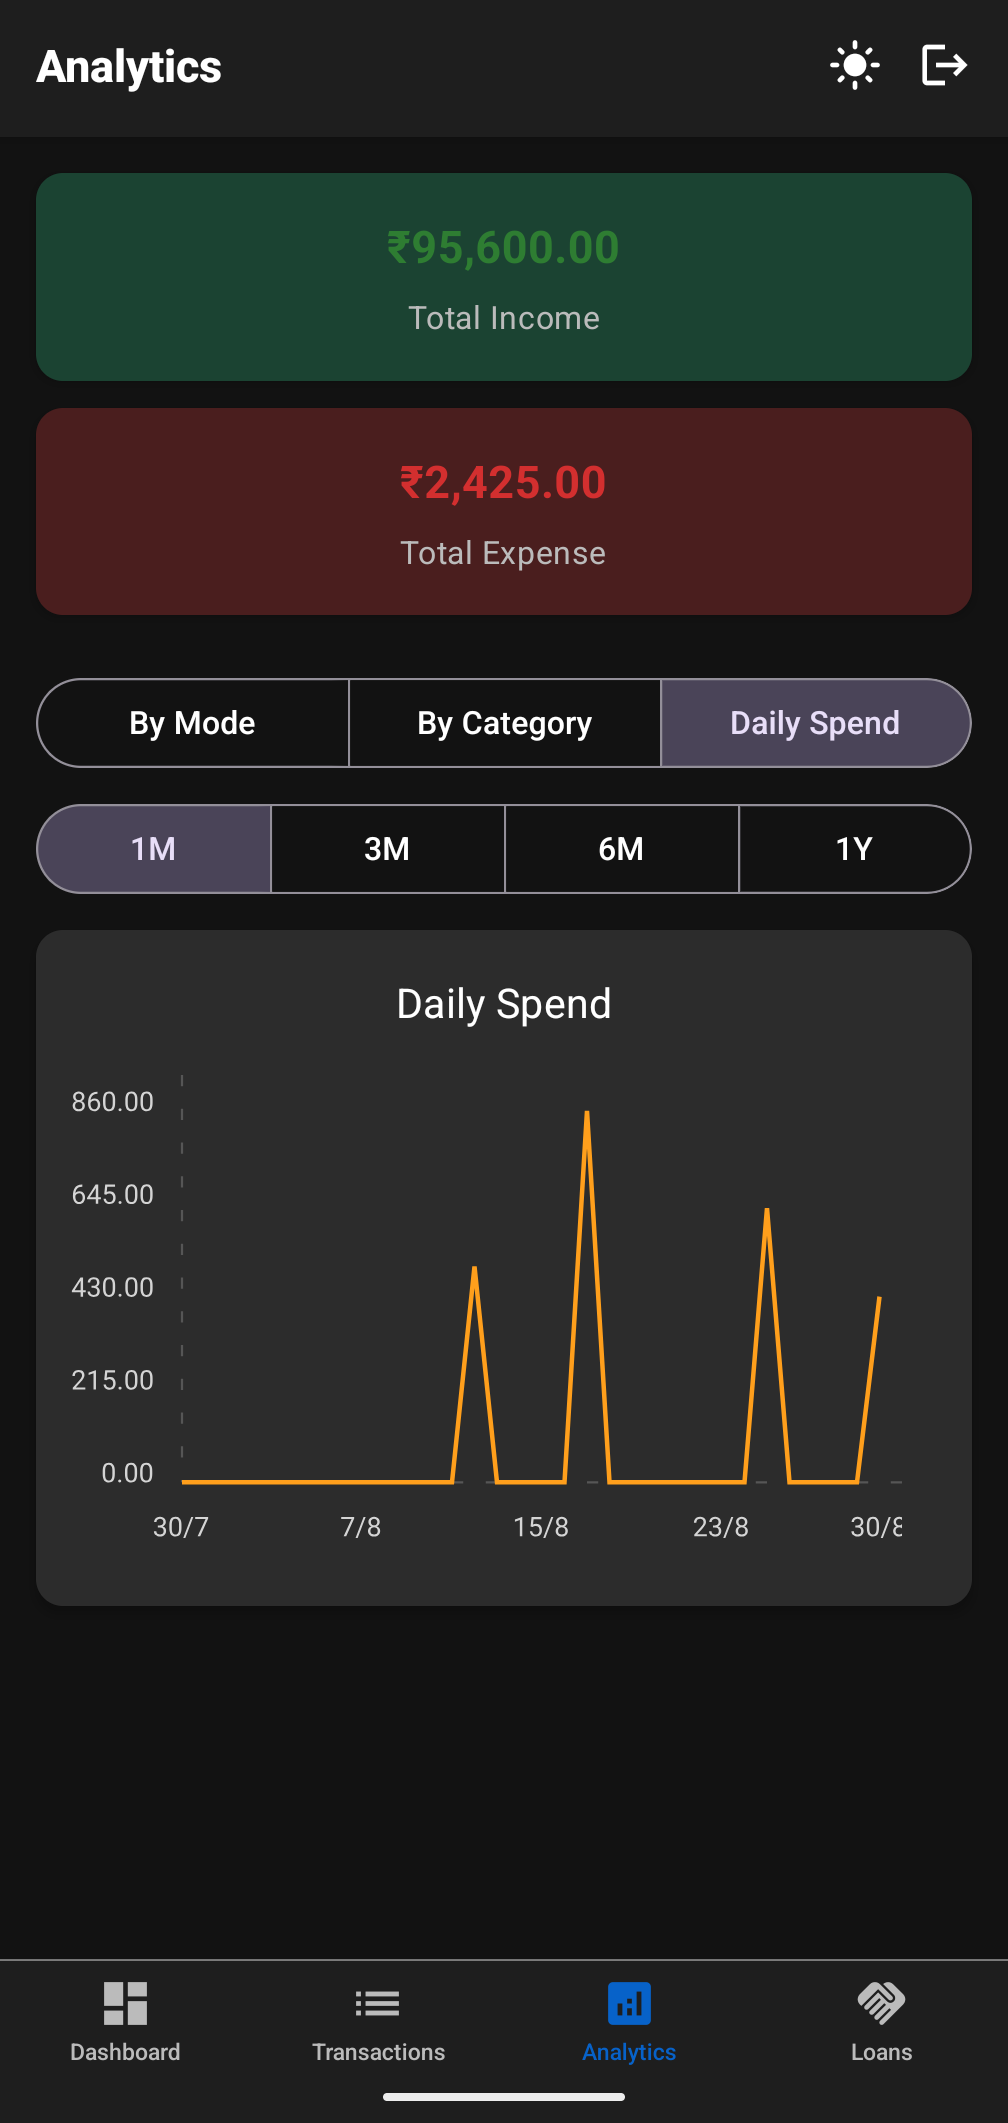 Analytics
₹95,600.00
Total Income
₹2,425.00
Total Expense
By Mode By Category Daily Spend
1M 3M 6M 1Y
Daily Spend
860.00
645.00
430.00
215.00
0.00
30/7 7/8 15/8 23/8 30/8
Dashboard Transactions Analytics Loans